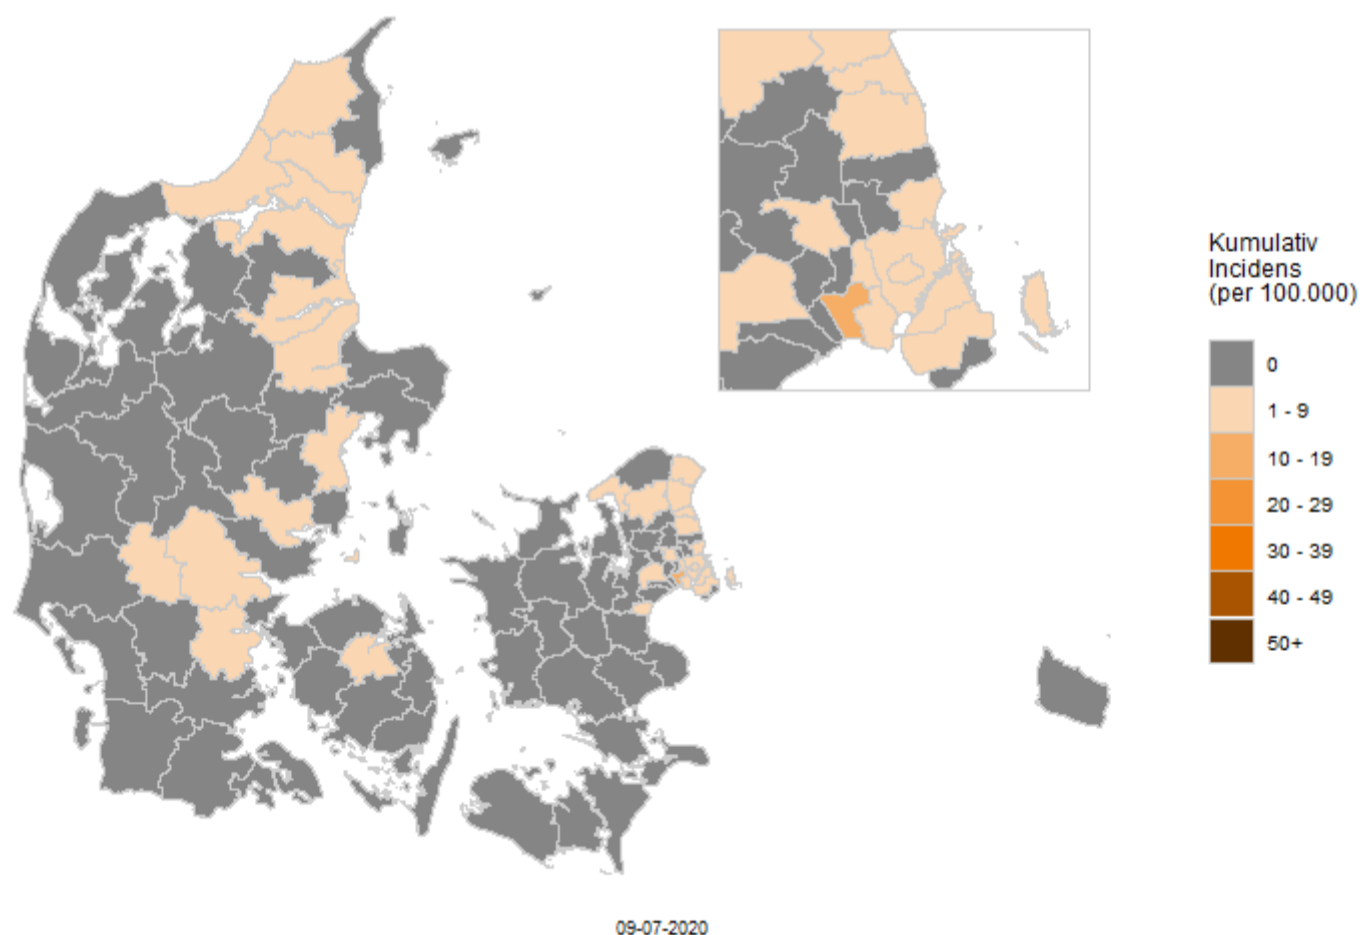 Kumulativ
Incidens
(per 100.000)
0
1 - 9
10 - 19
20 - 29
30 - 39
40 - 49
50+
09-07-2020